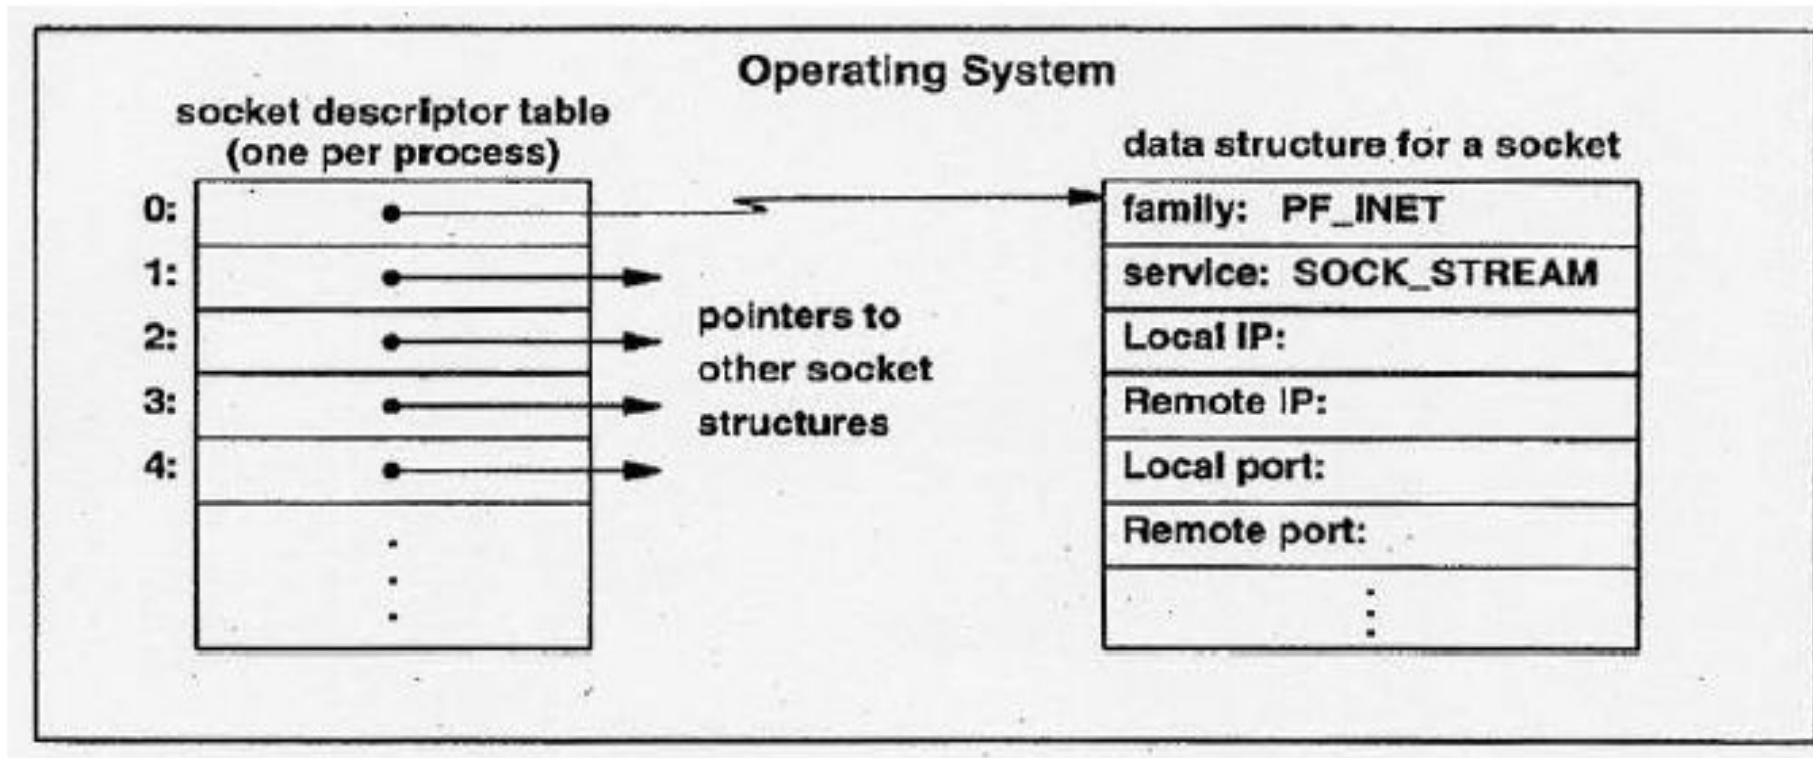 Operating System
socket descriptor table
(one per process)
0:
1:
2:
3:
4:
pointers to
other socket
structures
data structure for a socket
family: PF_INET
service: SOCK_STREAM
Local IP:
Remote IP:
Local port:
Remote port: